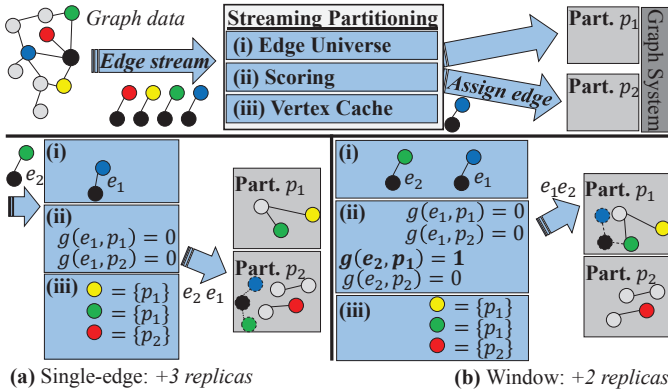 Graph data
Edge stream
Streaming Partitioning
(i) Edge Universe
(ii) Scoring
(iii) Vertex Cache
Assign edge
Part. p₁
Part. p₂
Graph System
e₂
(i)
e₁
(ii)
g(e₁, p₁) = 0
g(e₁, p₂) = 0
(iii)
= {p₁}
= {p₁}
= {p₂}
e₂ e₁
Part. p₁
Part. p₂
(a) Single-edge: +3 replicas
(i)
e₂
e₁
(ii)
g(e₁, p₁) = 0
g(e₁, p₂) = 0
g(e₂, p₁) = 1
g(e₂, p₂) = 0
(iii)
= {p₁}
= {p₁}
= {p₂}
e₁e₂
Part. p₁
Part. p₂
(b) Window: +2 replicas